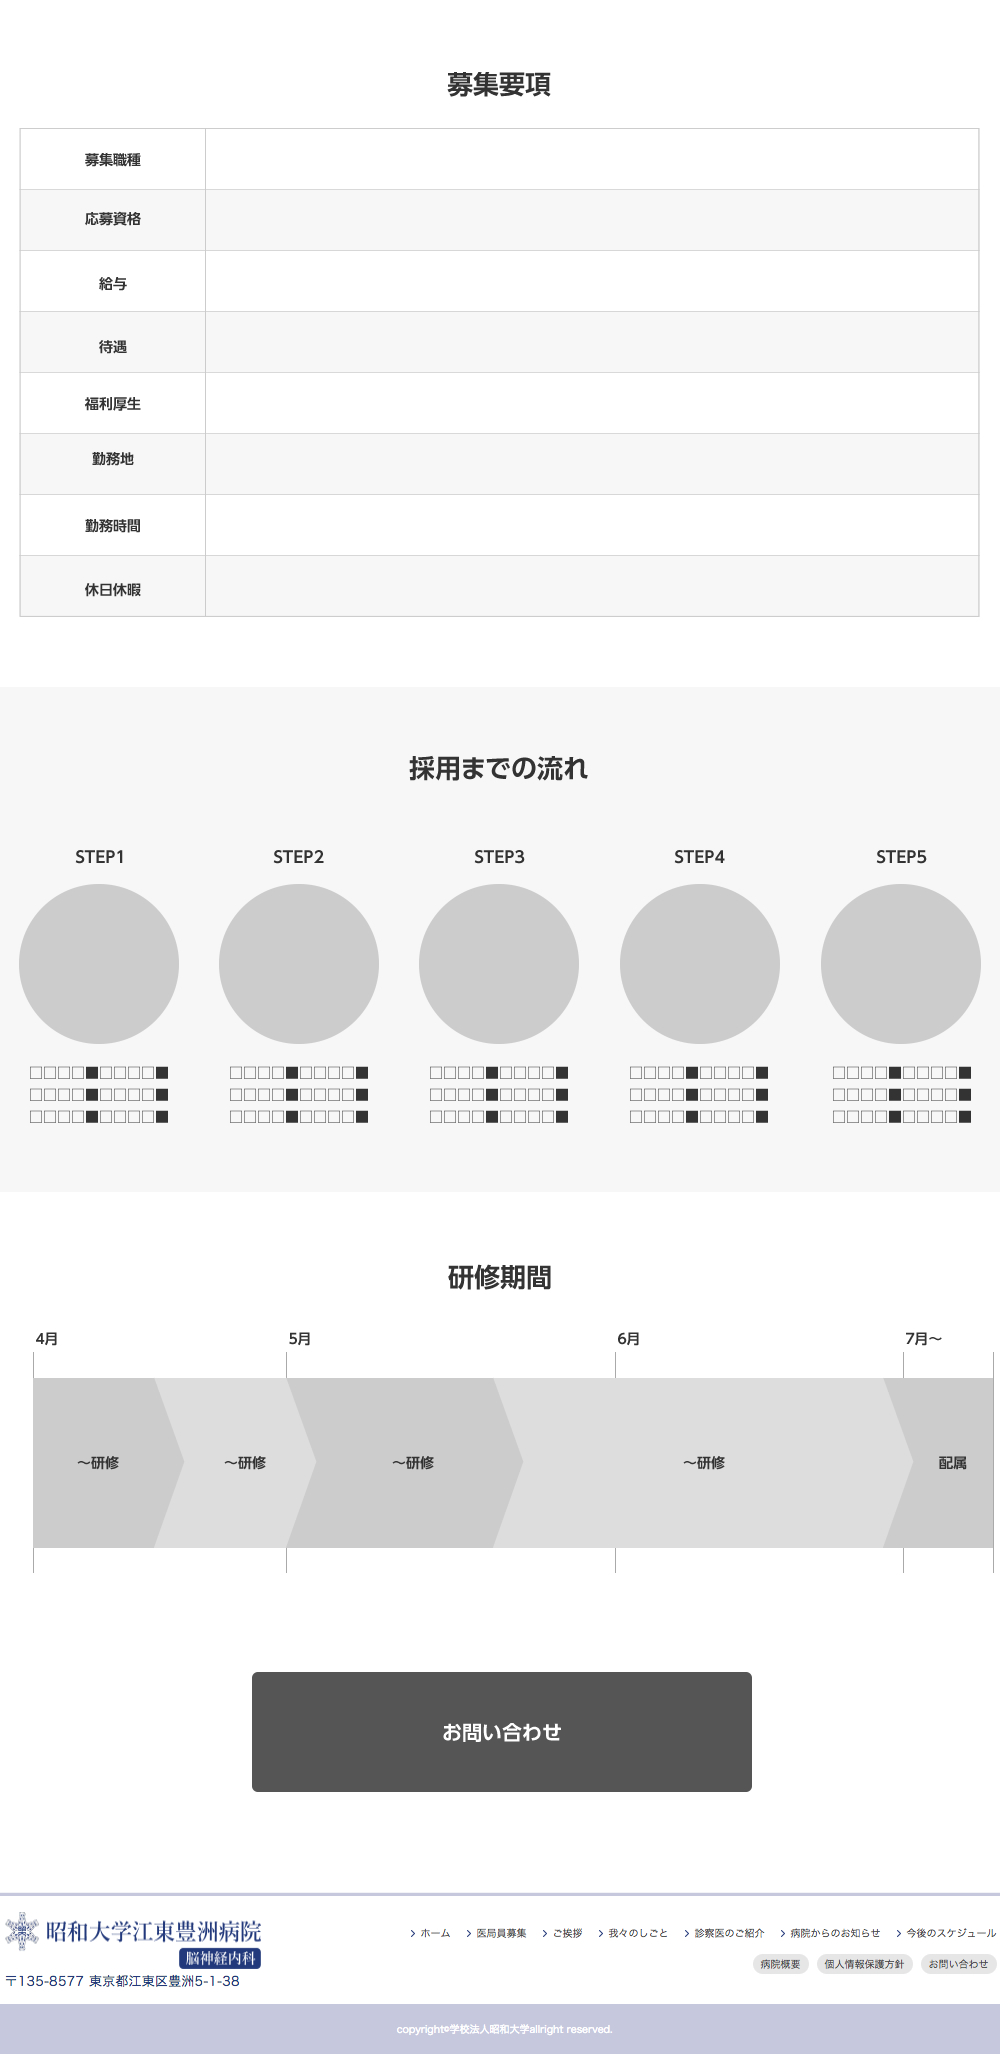 募集要項
募集職種
応募資格
給与
待遇
福利厚生
勤務地
勤務時間
休日休暇
採用までの流れ
STEP1 STEP2 STEP3 STEP4 STEP5
□□□□■□□□□■ □□□□■□□□□■ □□□□■□□□□■ □□□□■□□□□■ □□□□■□□□□■
□□□□■□□□□■ □□□□■□□□□■ □□□□■□□□□■ □□□□■□□□□■ □□□□■□□□□■
□□□□■□□□□■ □□□□■□□□□■ □□□□■□□□□■ □□□□■□□□□■ □□□□■□□□□■
研修期間
4月 5月 6月 7月〜
〜研修 〜研修 〜研修 〜研修 配属
お問い合わせ
昭和大学江東豊洲病院
脳神経内科
〒135-8577 東京都江東区豊洲5-1-38
ホーム 医局員募集 ご挨拶 我々のしごと 診察医のご紹介 病院からのお知らせ 今後のスケジュール
病院概要 個人情報保護方針 お問い合わせ
copyright©学校法人昭和大学allright reserved.